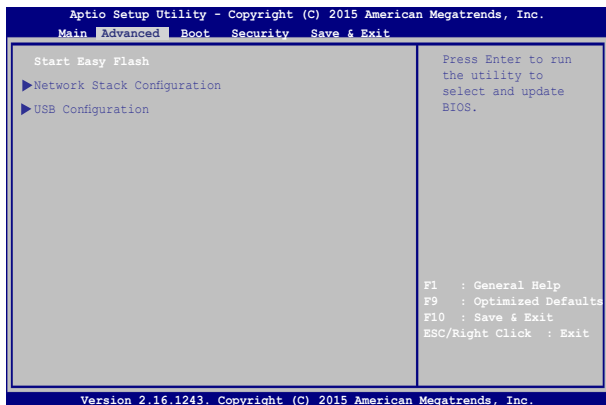 Aptio Setup Utility - Copyright (C) 2015 American Megatrends, Inc.
Main Advanced Boot Security Save & Exit
Start Easy Flash
Network Stack Configuration
USB Configuration
Press Enter to run
the utility to
select and update
BIOS.
F1 : General Help
F9 : Optimized Defaults
F10 : Save & Exit
ESC/Right Click : Exit
Version 2.16.1243. Copyright (C) 2015 American Megatrends, Inc.